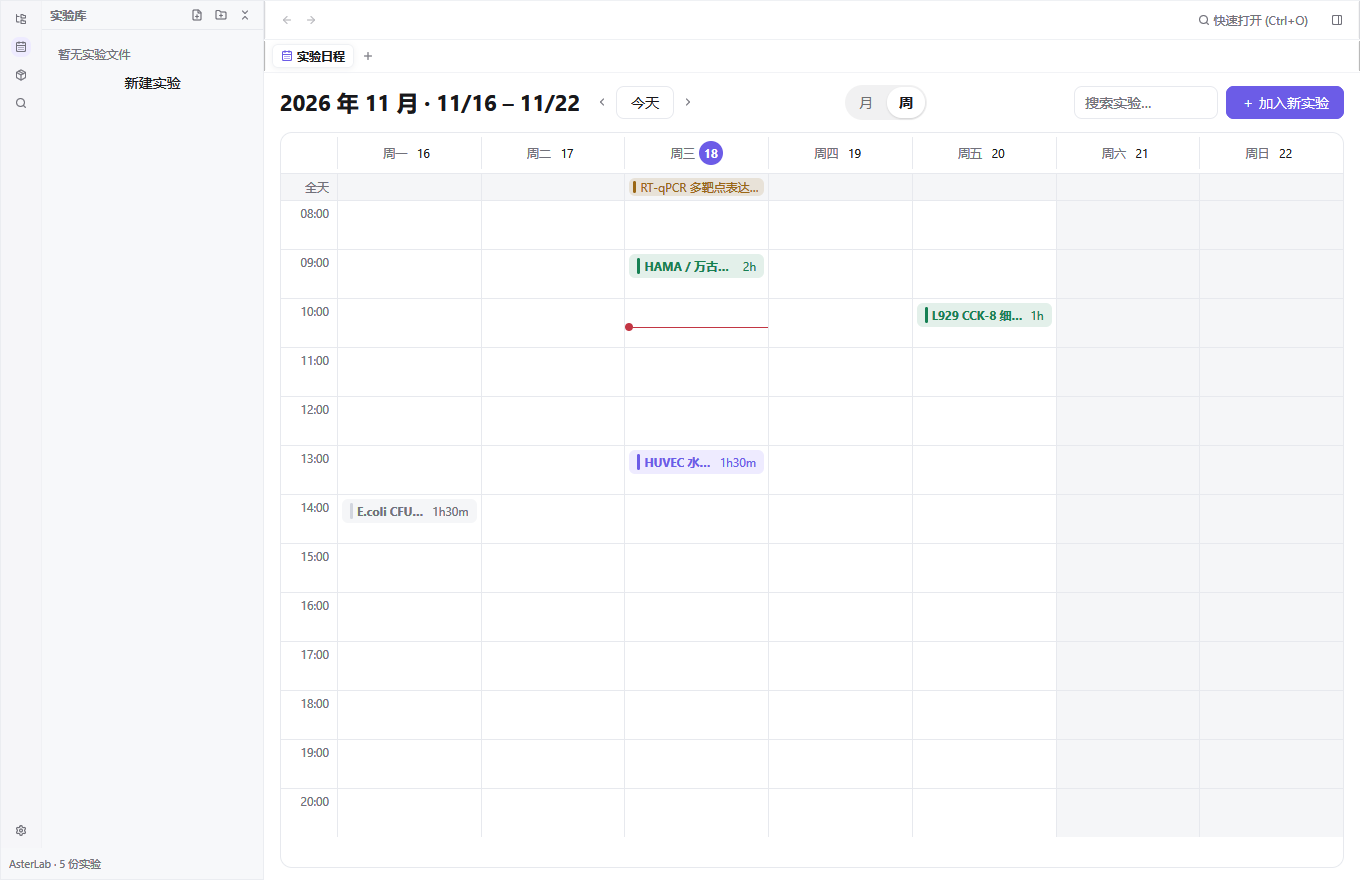 实验库
快速打开 (Ctrl+O)
暂无实验文件
新建实验
实验日程
2026 年 11 月 · 11/16 – 11/22
今天
月
周
搜索实验...
+ 加入新实验
周一 16
周二 17
周三 18
周四 19
周五 20
周六 21
周日 22
全天
RT-qPCR 多靶点表达...
08:00
09:00
HAMA / 万古... 2h
10:00
L929 CCK-8 细... 1h
11:00
12:00
13:00
HUVEC 水... 1h30m
14:00
E.coli CFU... 1h30m
15:00
16:00
17:00
18:00
19:00
20:00
AsterLab · 5 份实验